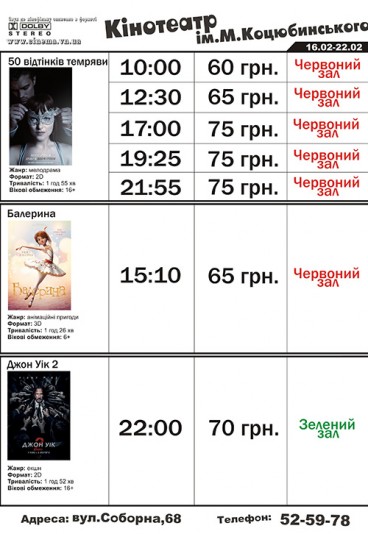 DOLBY
STEREO
www.cinema.vn.ua
Кінотеатр
ім.М.Коцюбинського
16.02-22.02
50 відтінків темряви
Жанр: мелодрама
Формат: 2D
Тривалість: 1 год 55 хв
Вікові обмеження: 16+
10:00 60 грн. Червоний зал
12:30 65 грн. Червоний зал
17:00 75 грн. Червоний зал
19:25 75 грн. Червоний зал
21:55 75 грн. Червоний зал
Балерина
Балерина
Жанр: анімаційні пригоди
Формат: 3D
Тривалість: 1 год 26 хв
Вікові обмеження: 6+
15:10 65 грн. Червоний зал
Джон Уік 2
ДЖОН УІК
2
Жанр: екшн
Формат: 2D
Тривалість: 1 год 52 хв
Вікові обмеження: 16+
22:00 70 грн. Зелений зал
Адреса: вул.Соборна,68 Телефон: 52-59-78